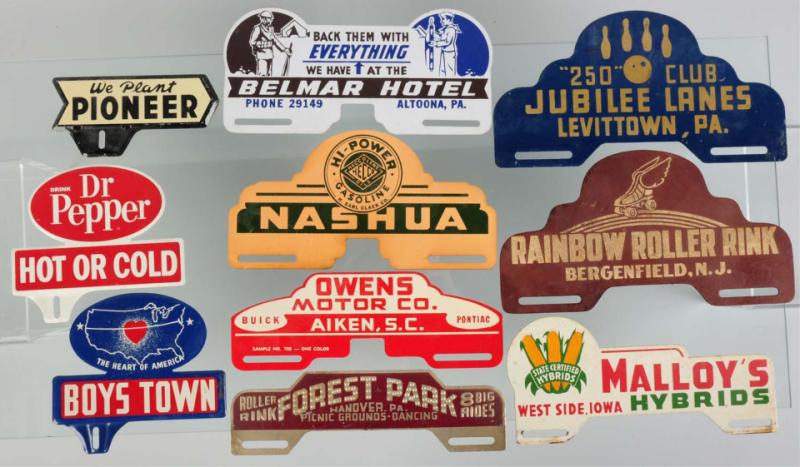 We Plant
PIONEER
DRINK
Dr
Pepper
HOT OR COLD
THE HEART OF AMERICA
BOYS TOWN
BACK THEM WITH
EVERYTHING
WE HAVE AT THE
BELMAR HOTEL
PHONE 29149 ALTOONA, PA.
HI-POWER
HECO
GASOLINE
NASHUA
OWENS
MOTOR CO.
BUICK AIKEN, S.C. PONTIAC
SAMPLE NO. 708 — ONE COLOR
ROLLER RINK
FOREST PARK
HANOVER, PA.
PICNIC GROUNDS-DANCING
8 BIG RIDES
"250" CLUB
JUBILEE LANES
LEVITTOWN, PA.
RAINBOW ROLLER RINK
BERGENFIELD, N.J.
STATE CERTIFIED
HYBRIDS
MALLOY'S
HYBRIDS
WEST SIDE, IOWA